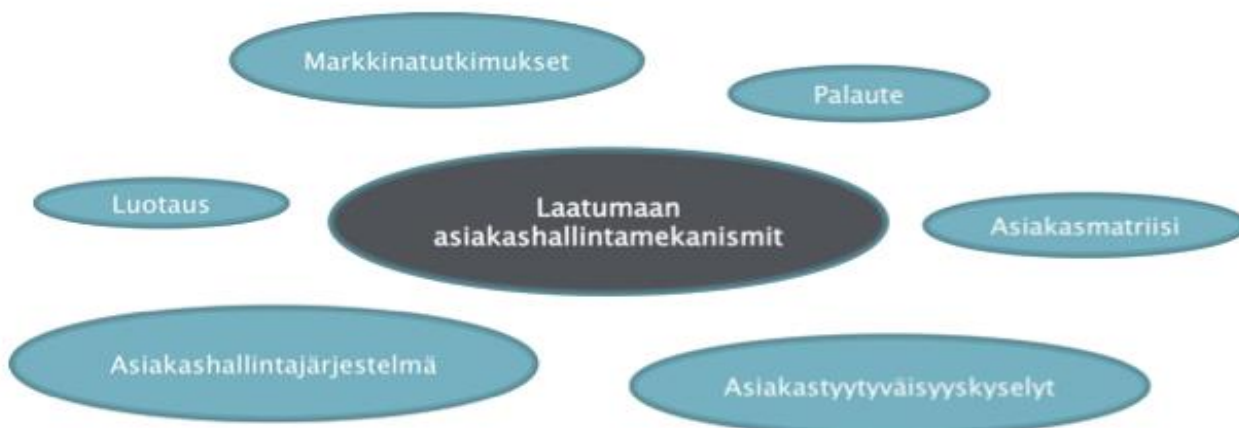 Markkinatutkimukset
Palaute
Luotaus
Laatumaan
asiakashallintamekanismit
Asiakasmatriisi
Asiakashallintajärjestelmä
Asiakastyytyväisyyskyselyt